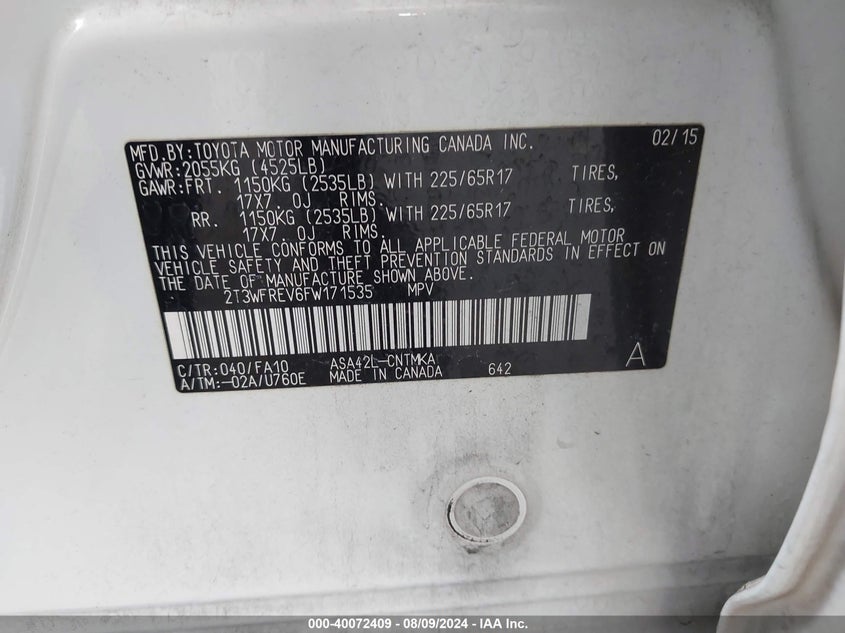 MFD.BY:TOYOTA MOTOR MANUFACTURING CANADA INC. 02/15
GVWR:2055KG (4525LB)
GAWR:FRT. 1150KG (2535LB) WITH 225/65R17 TIRES,
17X7.0J RIMS.
RR. 1150KG (2535LB) WITH 225/65R17 TIRES,
17X7.0J RIMS.
THIS VEHICLE CONFORMS TO ALL APPLICABLE FEDERAL MOTOR
VEHICLE SAFETY AND THEFT PREVENTION STANDARDS IN EFFECT ON
THE DATE OF MANUFACTURE SHOWN ABOVE.
2T3WFREV6FW171535 MPV
C/TR:040/FA10 ASA42L-CNTMKA A
A/TM:-02A/U760E MADE IN CANADA 642
000-40072409 - 08/09/2024 - IAA Inc.